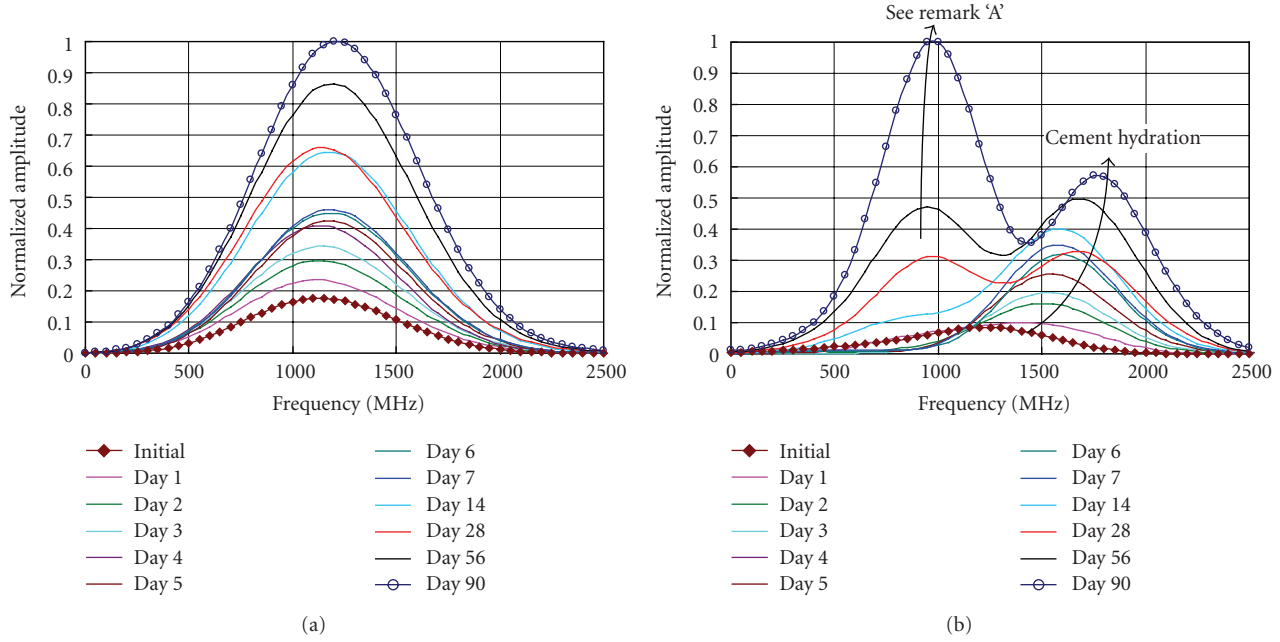 1
0.9
0.8
0.7
0.6
0.5
0.4
0.3
0.2
0.1
0
Normalized amplitude
0 500 1000 1500 2000 2500
Frequency (MHz)
Initial
Day 1
Day 2
Day 3
Day 4
Day 5
Day 6
Day 7
Day 14
Day 28
Day 56
Day 90
(a)
See remark ‘A’
1
0.9
0.8
0.7
0.6
0.5
0.4
0.3
0.2
0.1
0
Normalized amplitude
Cement hydration
0 500 1000 1500 2000 2500
Frequency (MHz)
Initial
Day 1
Day 2
Day 3
Day 4
Day 5
Day 6
Day 7
Day 14
Day 28
Day 56
Day 90
(b)